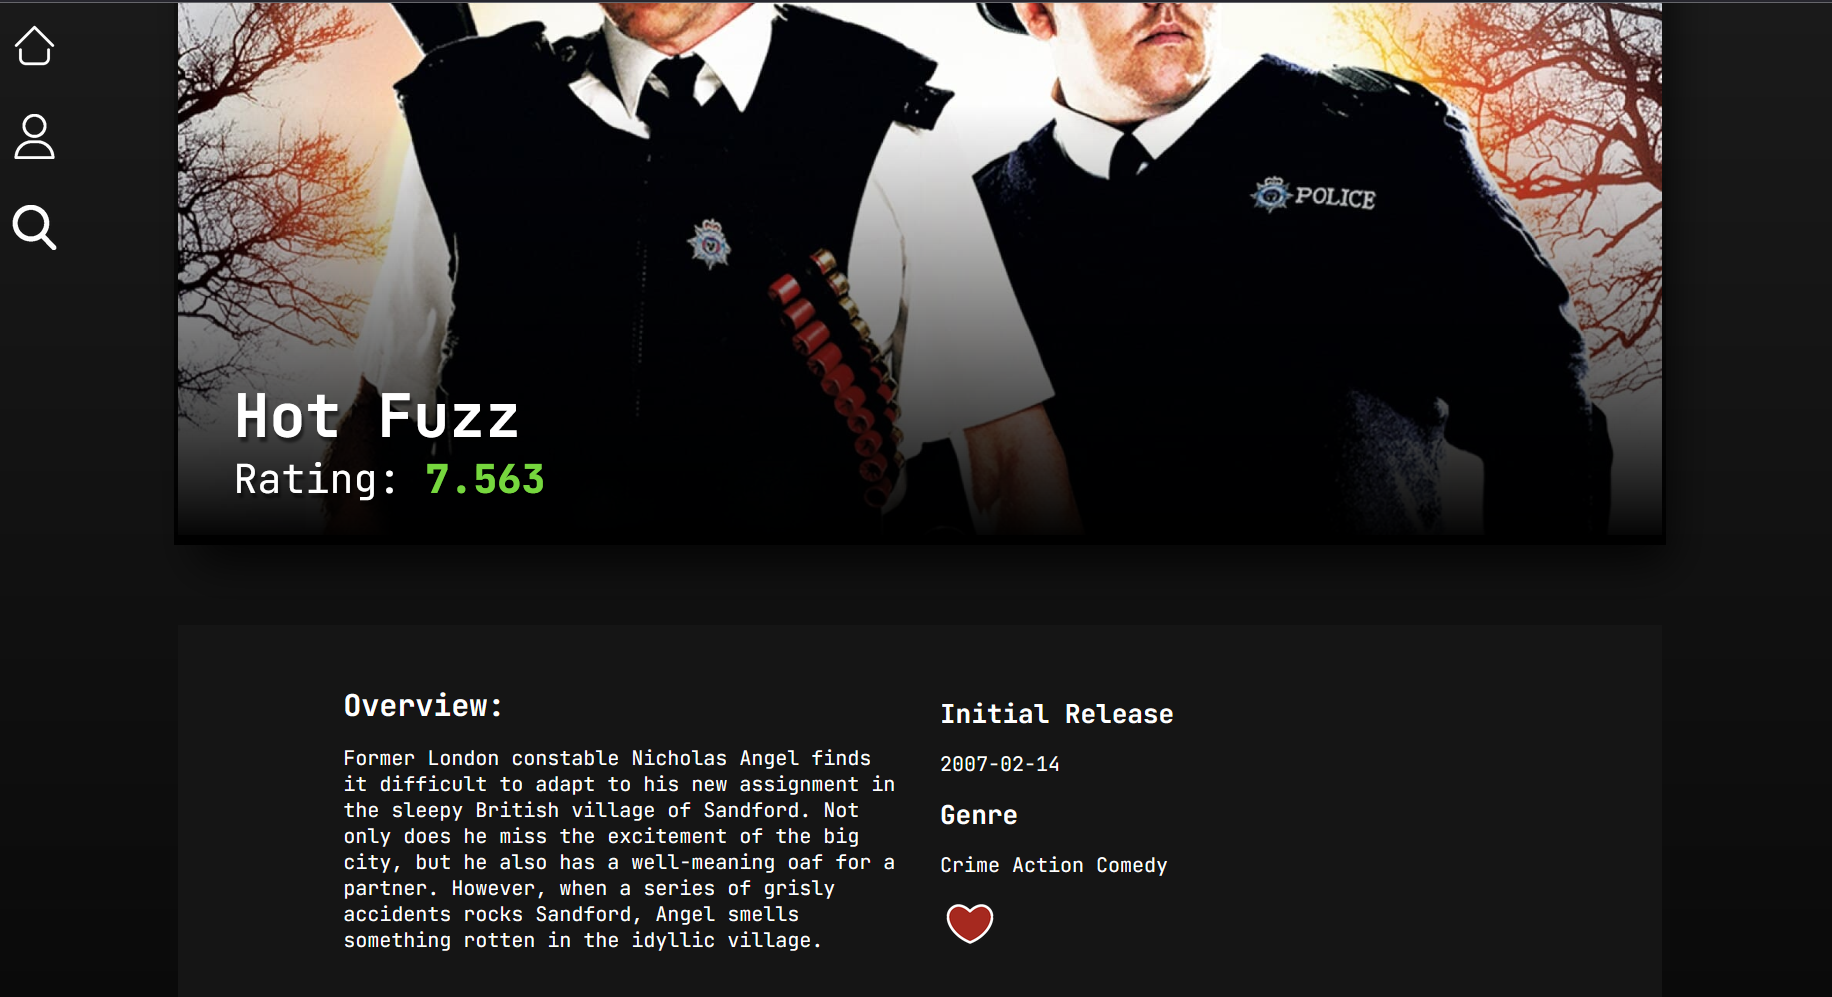 POLICE
Hot Fuzz
Rating: 7.563
Overview:
Former London constable Nicholas Angel finds
it difficult to adapt to his new assignment in
the sleepy British village of Sandford. Not
only does he miss the excitement of the big
city, but he also has a well-meaning oaf for a
partner. However, when a series of grisly
accidents rocks Sandford, Angel smells
something rotten in the idyllic village.
Initial Release
2007-02-14
Genre
Crime Action Comedy